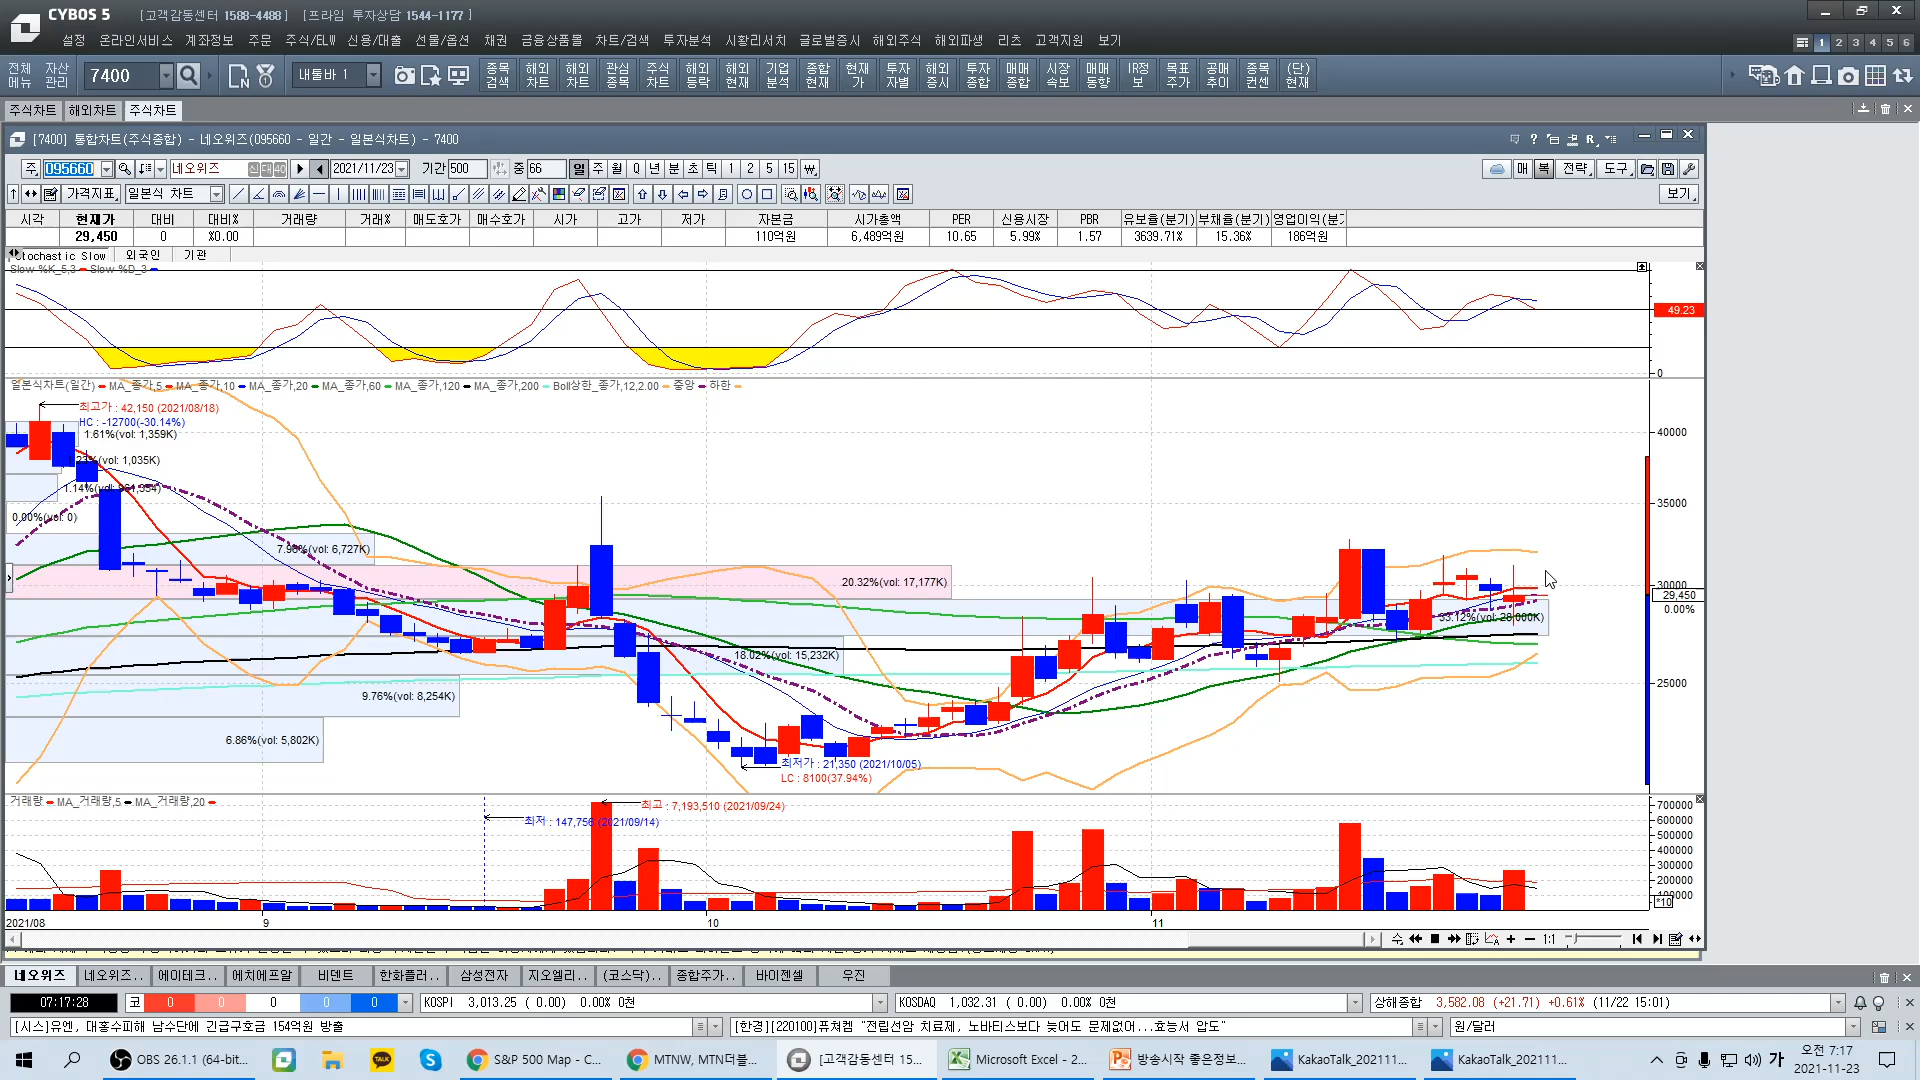 CYBOS 5 [고객감동센터 1588-4488] [프라임 투자상담 1544-1177]
설정 온라인서비스 계좌정보 주문 주식/ELW 신용/대출 선물/옵션 채권 금융상품몰 차트/검색 투자분석 시황리서치 글로벌증시 해외주식 해외파생 리츠 고객지원 보기
1 2 3 4 5 6
전체메뉴 자산관리 7400 내툴바 1 종목검색 해외차트 해외차트 관심종목 주식차트 해외등락 해외현재 기업분석 종합현재 현재가 투자자별 해외증시 투자종합 매매종합 시장속보 매매동향 IR정보 목표주가 공매추이 종목컨센 (단)현재
주식차트 해외차트 주식차트
[7400] 통합차트(주식종합) - 네오위즈(095660 - 일간 - 일본식차트) - 7400
주 095660 네오위즈 신 대 40 2021/11/23 기간 500 중 66 일 주 월 Q 년 분 초 틱 1 2 5 15 매 복 전략 도구
가격지표 일본식 차트 보기
시각 현재가 대비 대비% 거래량 거래% 매도호가 매수호가 시가 고가 저가 자본금 시가총액 PER 신용시장 PBR 유보율(분기) 부채율(분기) 영업이익(분기
29,450 0 %0.00 110억원 6,489억원 10.65 5.99% 1.57 3639.71% 15.36% 186억원
Stochastic Slow 외국인 기관
Slow %K_5,3 Slow %D_3
49.23
0
일본식차트(일간) MA_종가,5 MA_종가,10 MA_종가,20 MA_종가,60 MA_종가,120 MA_종가,200 Boll상한_종가,12,2.00 중앙 하한
최고가 : 42,150 (2021/08/18)
HC : -12700(-30.14%)
1.61%(vol: 1,359K)
40000
(vol: 1,035K)
1.14%
35000
0.00%(vol: 0)
(vol: 6,727K)
20.32%(vol: 17,177K)
30000
29,450
0.00%
33.12%(vol: 28,000K)
18.02%(vol: 15,232K)
25000
9.76%(vol: 8,254K)
6.86%(vol: 5,802K)
최저가 : 21,350 (2021/10/05)
LC : 8100(37.94%)
거래량 MA_거래량,5 MA_거래량,20
최고 : 7,193,510 (2021/09/24)
최저 : 147,756 (2021/09/14)
700000
600000
500000
400000
300000
200000
*10
2021/08 9 10 11
1:1
네오위즈 네오위즈.. 에이테크.. 에치에프알 비덴트 한화플러.. 삼성전자 지오엘리.. (코스닥).. 종합주가.. 바이젠셀 우진
07:17:28 코 0 0 0 0 0 KOSPI 3,013.25 ( 0.00) 0.00% 0천 KOSDAQ 1,032.31 ( 0.00) 0.00% 0천 상해종합 3,582.08 (+21.71) +0.61% (11/22 15:01)
[시스]유엔, 대홍수피해 남수단에 긴급구호금 154억원 방출 [한경][220100]퓨쳐켐 "전립선암 치료제, 노바티스보다 늦어도 문제없어...효능서 압도" 원/달러
OBS 26.1.1 (64-bit... TALK S&P 500 Map - C... MTNW, MTN더블... [고객감동센터 15... Microsoft Excel - 2... 방송시작 좋은정보... KakaoTalk_202111... KakaoTalk_202111... 가 오전 7:17
2021-11-23